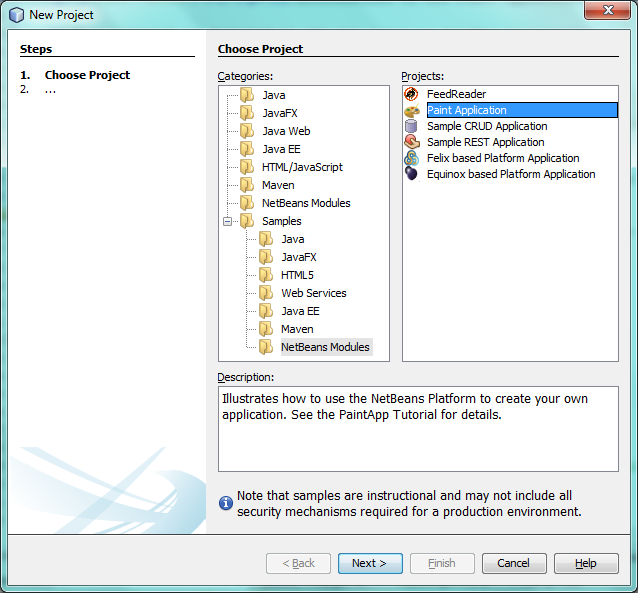 New Project
Steps
1. Choose Project
2. ...
Choose Project
Categories:
Java
JavaFX
Java Web
Java EE
HTML/JavaScript
Maven
NetBeans Modules
Samples
Java
JavaFX
HTML5
Web Services
Java EE
Maven
NetBeans Modules
Projects:
FeedReader
Paint Application
Sample CRUD Application
Sample REST Application
Felix based Platform Application
Equinox based Platform Application
Description:
Illustrates how to use the NetBeans Platform to create your own
application. See the PaintApp Tutorial for details.
Note that samples are instructional and may not include all
security mechanisms required for a production environment.
< Back
Next >
Finish
Cancel
Help